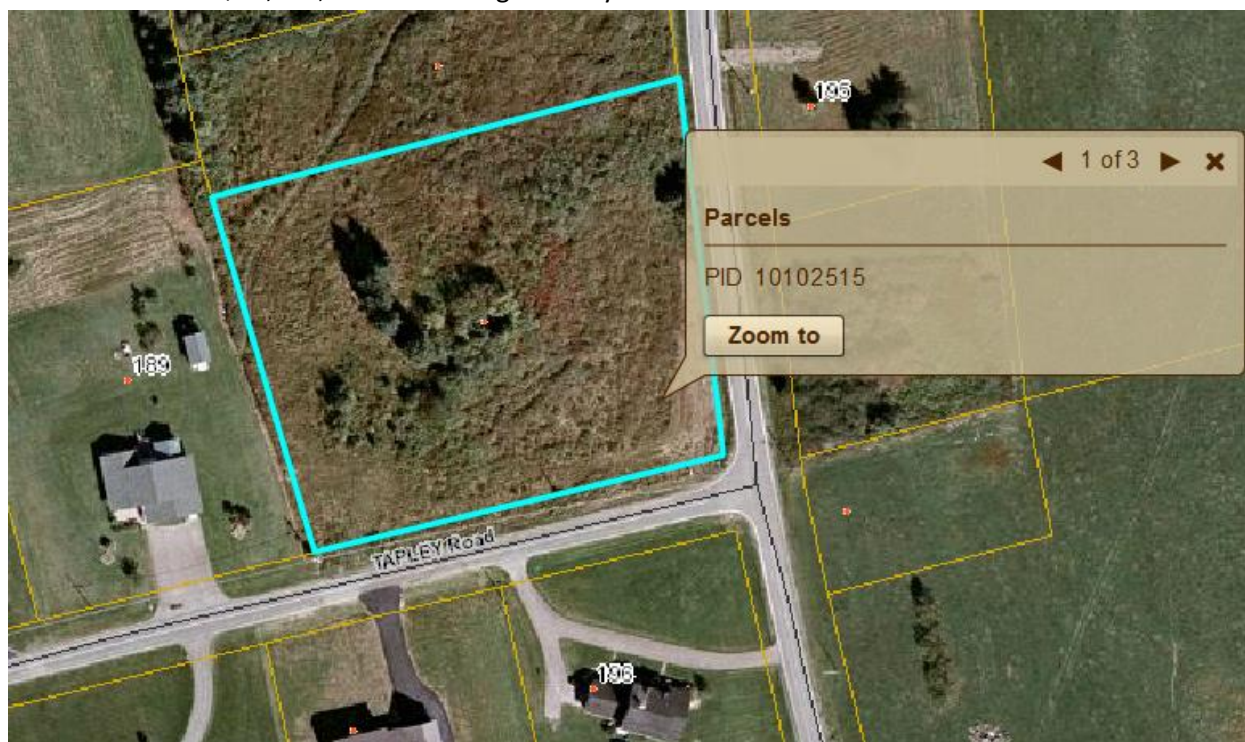 196
◀ 1 of 3 ▶ ✖
Parcels
PID 10102515
Zoom to
189
TAPLEY Road
198